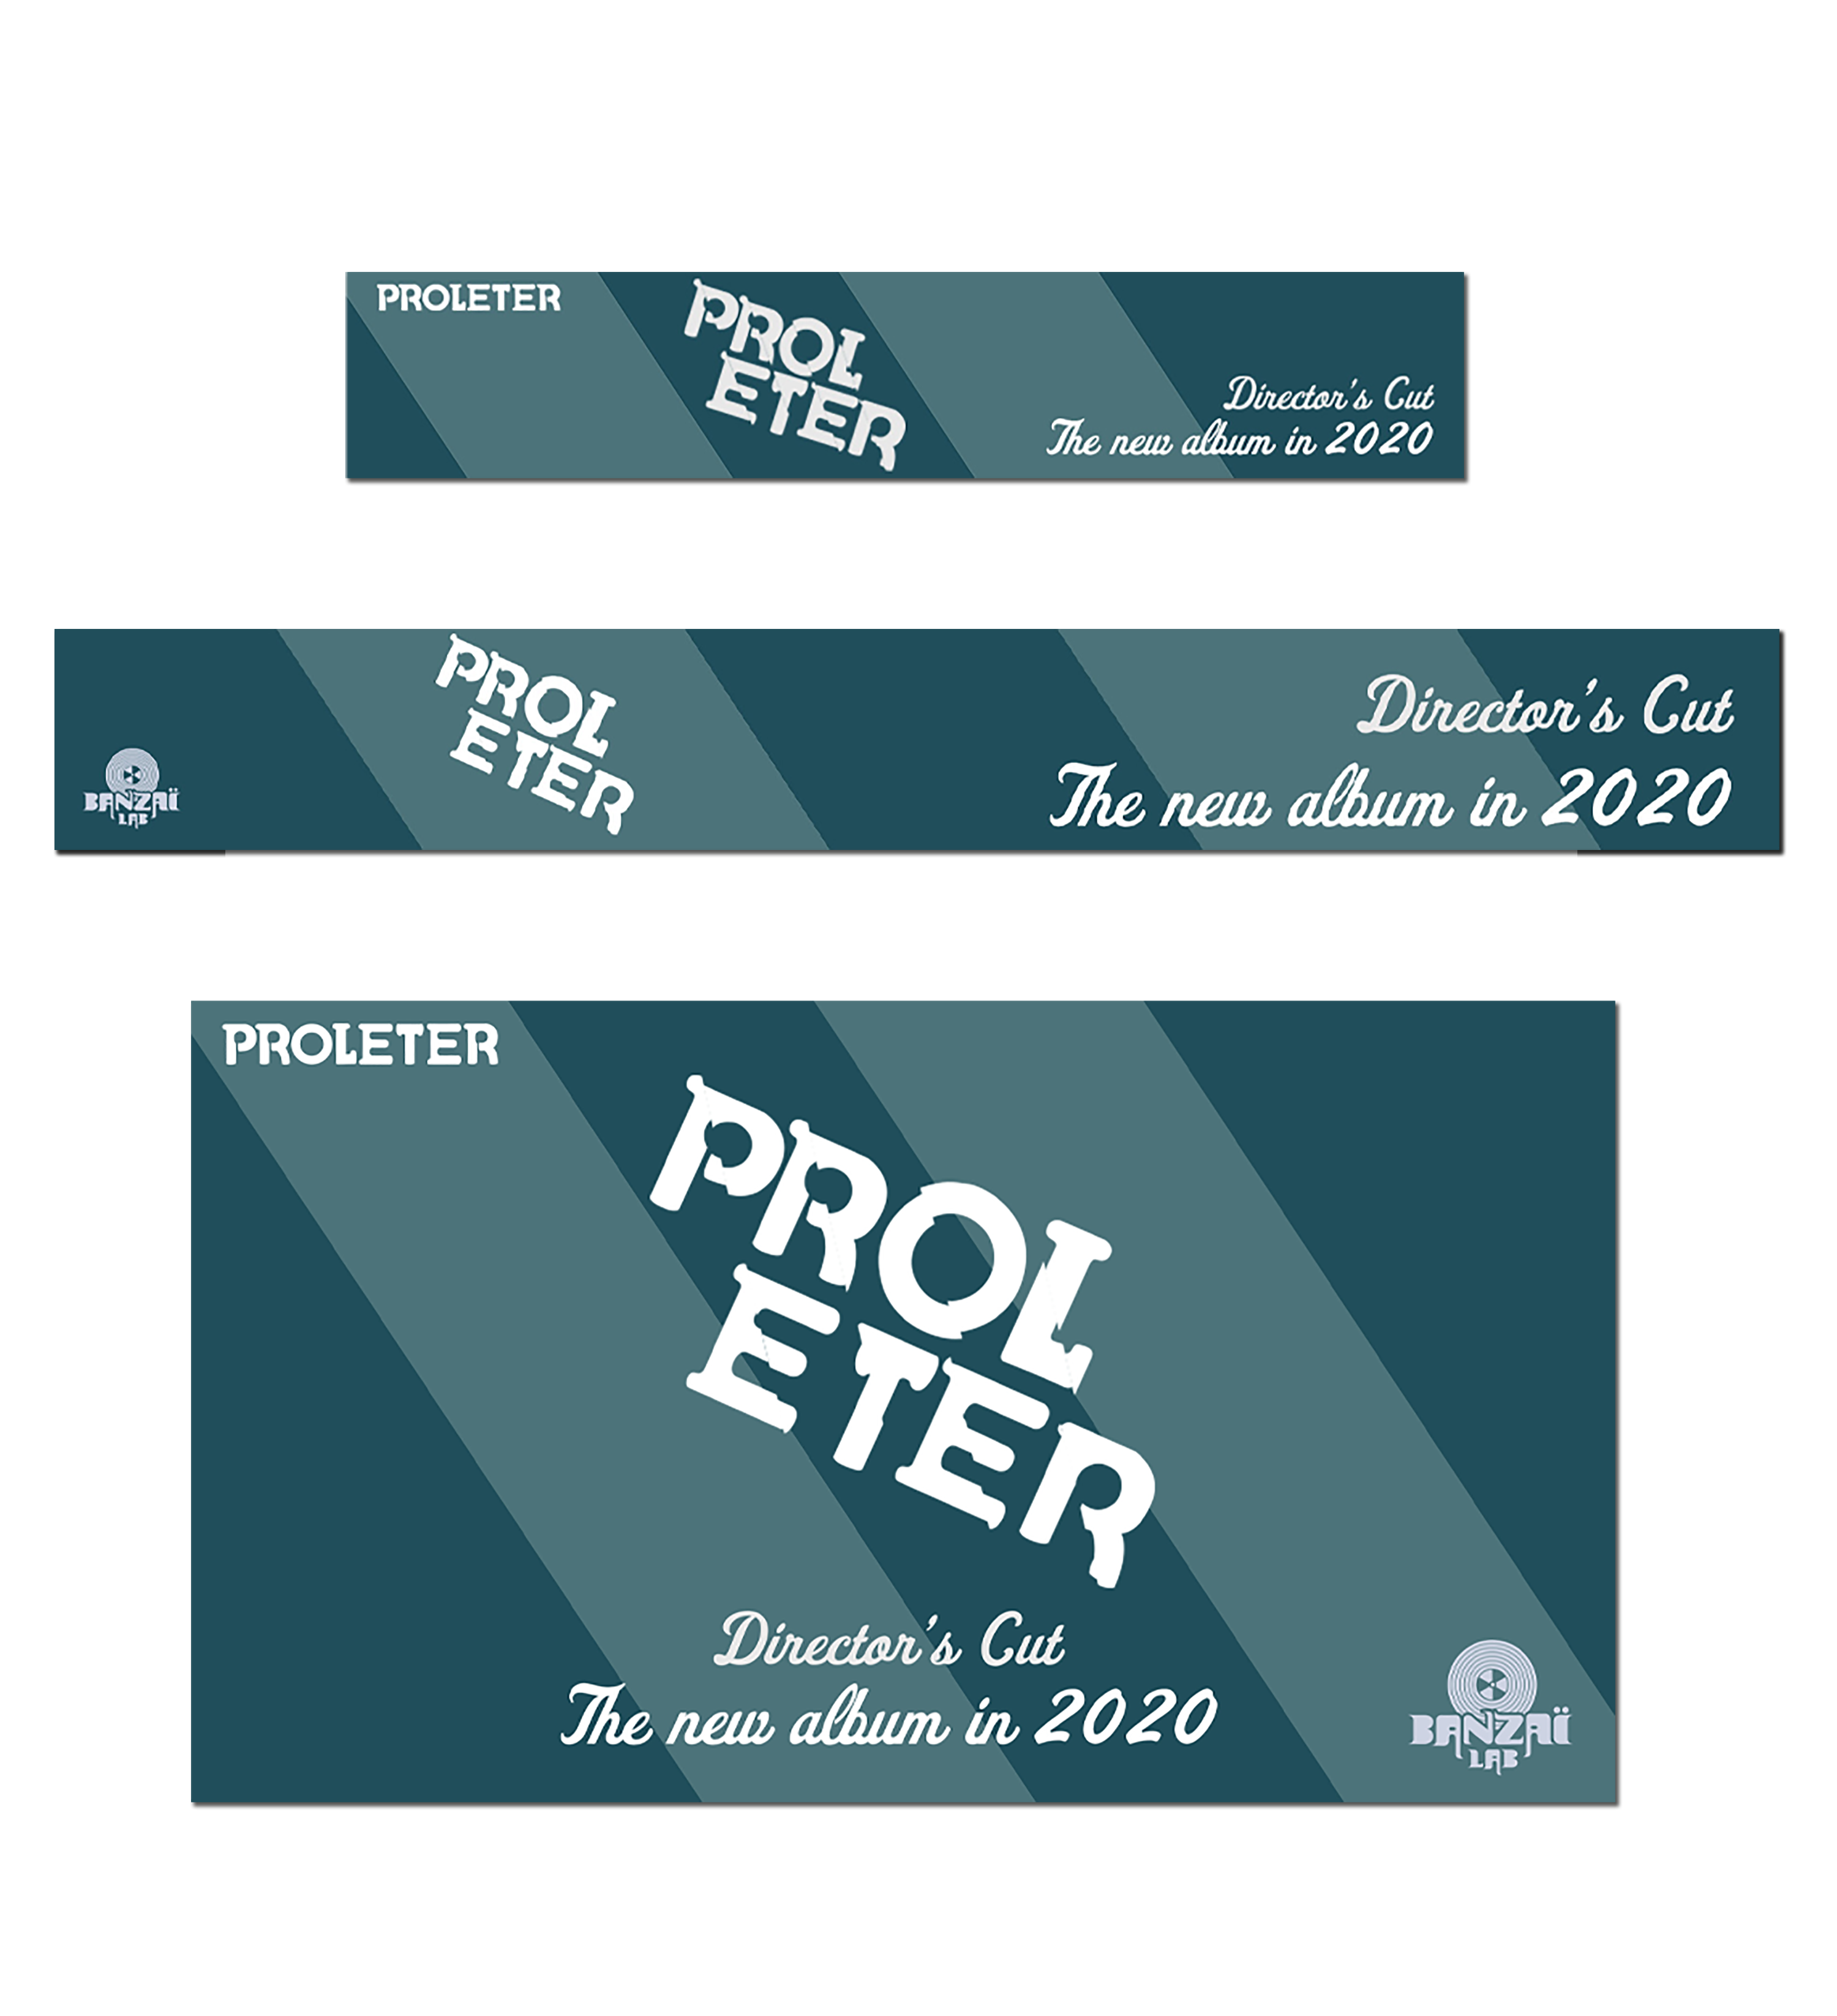 PROLETER
PROL
ETER
Director's Cut
The new album in 2020
PROL
ETER
BANZAÏ
LAB
Director's Cut
The new album in 2020
PROLETER
PROL
ETER
Director's Cut
The new album in 2020
BANZAÏ
LAB